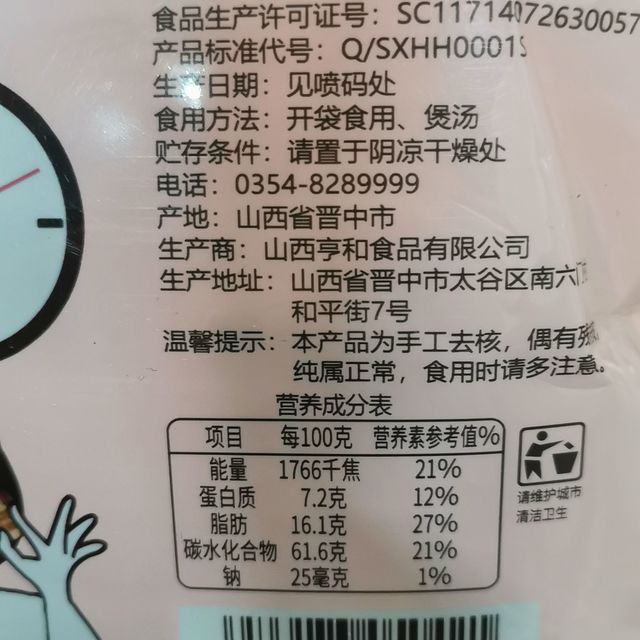 食品生产许可证号：SC11714072630057
产品标准代号：Q/SXHH0001S
生产日期：见喷码处
食用方法：开袋食用、煲汤
贮存条件：请置于阴凉干燥处
电话：0354-8289999
产地：山西省晋中市
生产商：山西亨和食品有限公司
生产地址：山西省晋中市太谷区南六门
和平街7号
温馨提示：本产品为手工去核，偶有残
纯属正常，食用时请多注意。
营养成分表
项目 每100克 营养素参考值%
能量 1766千焦 21%
蛋白质 7.2克 12%
脂肪 16.1克 27%
碳水化合物 61.6克 21%
钠 25毫克 1%
请维护城市
清洁卫生